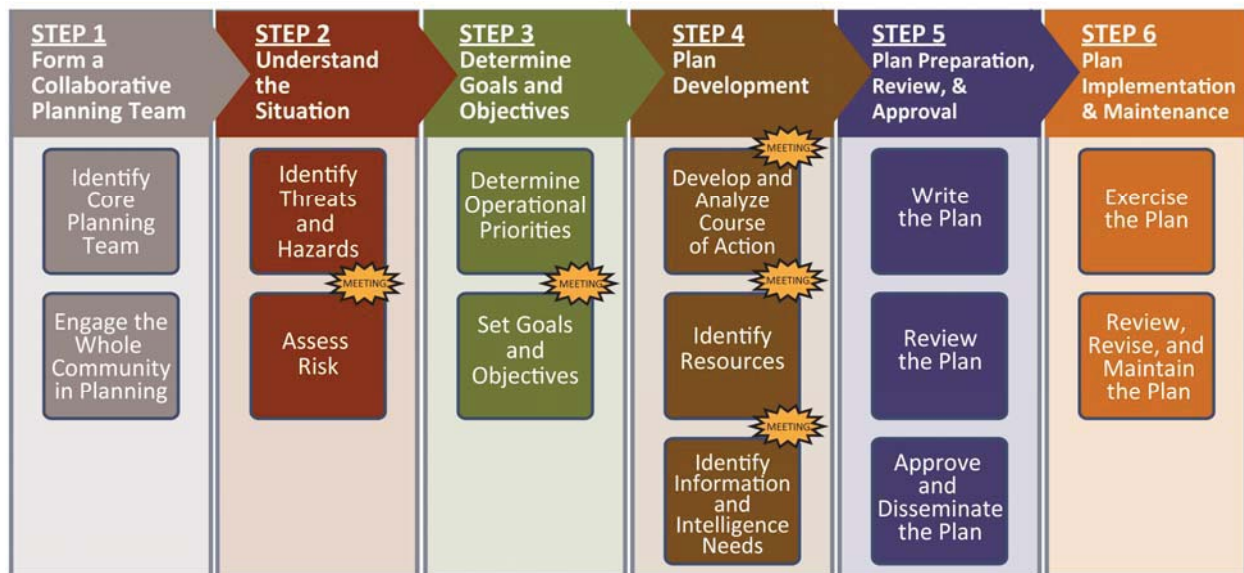 STEP 1
Form a
Collaborative
Planning Team
Identify
Core
Planning
Team
Engage the
Whole
Community
in Planning
STEP 2
Understand
the
Situation
Identify
Threats
and
Hazards
MEETING
Assess
Risk
STEP 3
Determine
Goals and
Objectives
Determine
Operational
Priorities
MEETING
Set Goals
and
Objectives
STEP 4
Plan
Development
MEETING
Develop and
Analyze
Course
of Action
MEETING
Identify
Resources
MEETING
Identify
Information
and
Intelligence
Needs
STEP 5
Plan Preparation,
Review, &
Approval
Write
the Plan
Review
the Plan
Approve
and
Disseminate
the Plan
STEP 6
Plan
Implementation
& Maintenance
Exercise
the Plan
Review,
Revise, and
Maintain
the Plan